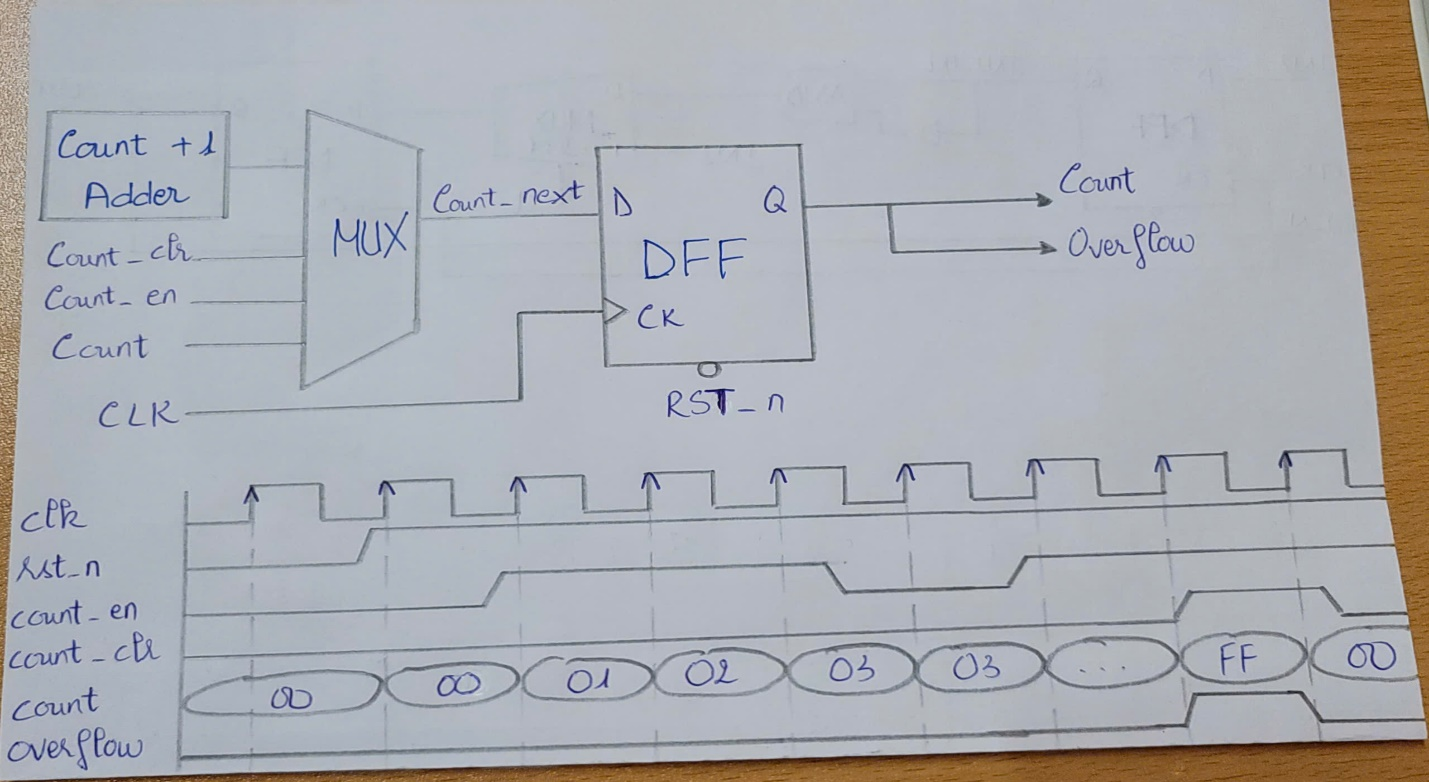 Count +1
Adder
Count_clr
Count_en
Count
CLK
MUX
Count_next
D
Q
DFF
CK
RST_n
Count
Overflow
clk
rst_n
count_en
count_clr
count
00
00
01
02
03
03
...
FF
00
overflow